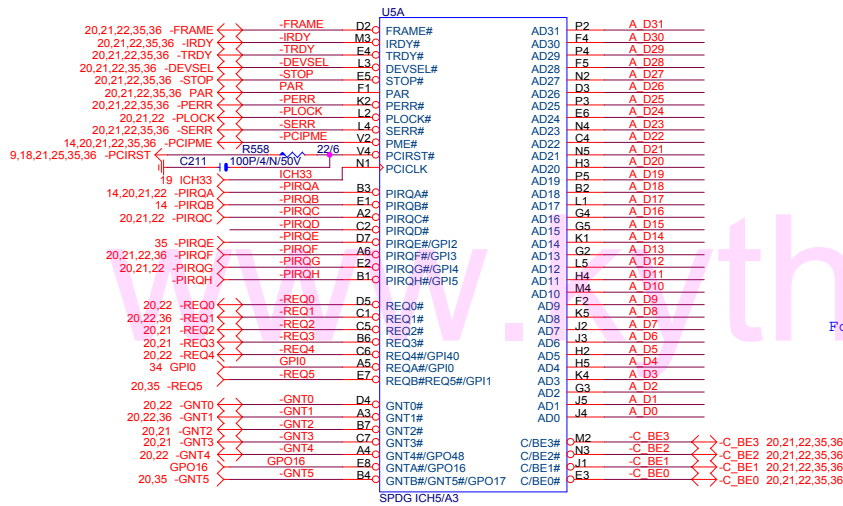 U5A
20,21,22,35,36 -FRAME -FRAME D2 FRAME# AD31 P2 A_D31
20,21,22,35,36 -IRDY -IRDY M3 IRDY# AD30 F4 A_D30
20,21,22,35,36 -TRDY -TRDY E4 TRDY# AD29 P4 A_D29
20,21,22,35,36 -DEVSEL -DEVSEL L3 DEVSEL# AD28 F5 A_D28
20,21,22,35,36 -STOP -STOP E5 STOP# AD27 N2 A_D27
20,21,22,35,36 PAR PAR F1 PAR AD26 D3 A_D26
20,21,22,35,36 -PERR -PERR K2 PERR# AD25 P3 A_D25
20,21,22 -PLOCK -PLOCK L2 PLOCK# AD24 E6 A_D24
20,21,22,35,36 -SERR -SERR L4 SERR# AD23 N4 A_D23
14,20,21,22,35,36 -PCIPME -PCIPME V2 PME# AD22 C4 A_D22
9,18,21,25,35,36 -PCIRST R558 22/6 V4 PCIRST# AD21 N5 A_D21
C211 100P/4/N/50V N1 PCICLK AD20 H3 A_D20
19 ICH33 ICH33 AD19 P5 A_D19
14,20,21,22 -PIRQA -PIRQA B3 PIRQA# AD18 B2 A_D18
14 -PIRQB -PIRQB E1 PIRQB# AD17 L1 A_D17
20,21,22 -PIRQC -PIRQC A2 PIRQC# AD16 G4 A_D16
-PIRQD C2 PIRQD# AD15 G5 A_D15
35 -PIRQE -PIRQE D7 PIRQE#/GPI2 AD14 K1 A_D14
20,21,22,36 -PIRQF -PIRQF A6 PIRQF#/GPI3 AD13 G2 A_D13
20,21,22 -PIRQG -PIRQG E2 PIRQG#/GPI4 AD12 L5 A_D12
-PIRQH -PIRQH B1 PIRQH#/GPI5 AD11 H4 A_D11
AD10 M4 A_D10
20,22 -REQ0 -REQ0 D5 REQ0# AD9 F2 A_D9
20,22,36 -REQ1 -REQ1 C1 REQ1# AD8 K5 A_D8
20,21 -REQ2 -REQ2 C5 REQ2# AD7 J2 A_D7
20,21 -REQ3 -REQ3 B6 REQ3# AD6 J3 A_D6
20,22 -REQ4 -REQ4 C6 REQ4#/GPI40 AD5 H2 A_D5
34 GPI0 GPI0 A5 REQA#/GPI0 AD4 H5 A_D4
20,35 -REQ5 -REQ5 E7 REQB#REQ5#/GPI1 AD3 K4 A_D3
AD2 G3 A_D2
20,22 -GNT0 -GNT0 D4 GNT0# AD1 J5 A_D1
20,22,36 -GNT1 -GNT1 A3 GNT1# AD0 J4 A_D0
20,21 -GNT2 -GNT2 B7 GNT2#
20,21 -GNT3 -GNT3 C7 GNT3# C/BE3# M2 -C_BE3 -C_BE3 20,21,22,35,36
20,22 -GNT4 -GNT4 A4 GNT4#/GPO48 C/BE2# N3 -C_BE2 -C_BE2 20,21,22,35,36
GPO16 GPO16 E8 GNTA#/GPO16 C/BE1# J1 -C_BE1 -C_BE1 20,21,22,35,36
20,35 -GNT5 B4 GNTB#/GNT5#/GPO17 C/BE0# E3 -C_BE0 -C_BE0 20,21,22,35,36
SPDG ICH5/A3
www.kyth
Fo